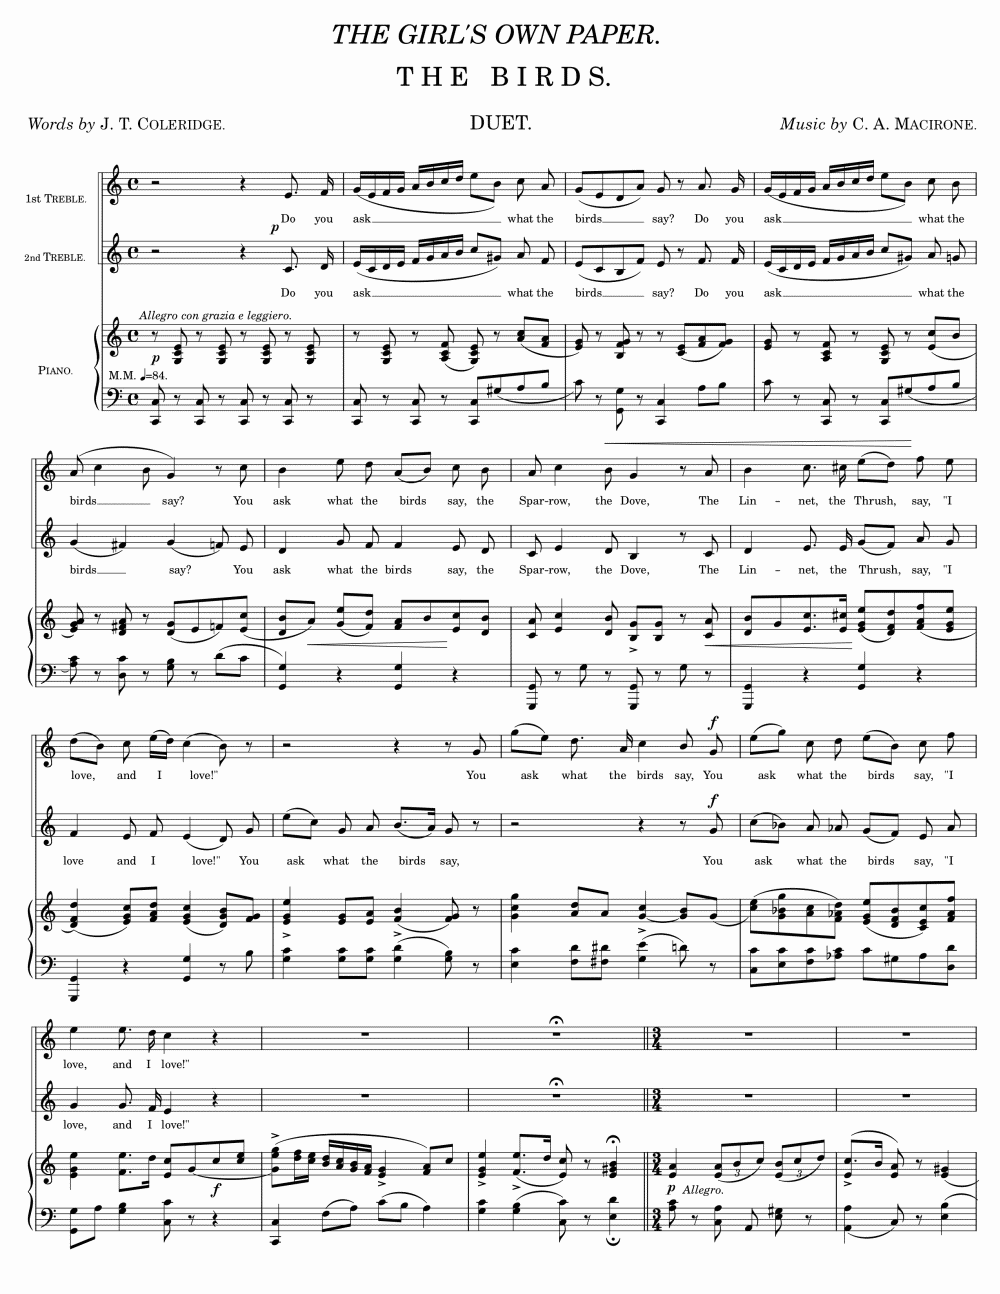 THE GIRL'S OWN PAPER.
THE BIRDS.
Words by J. T. COLERIDGE.
DUET.
Music by C. A. MACIRONE.
1st TREBLE.
Do you ask what the birds say? Do you ask what the
p
2nd TREBLE.
Do you ask what the birds say? Do you ask what the
Allegro con grazia e leggiero.
PIANO.
p
M.M. ♩=84.
birds say? You ask what the birds say, the Spar-row, the Dove, The Lin - net, the Thrush, say, "I
birds say? You ask what the birds say, the Spar-row, the Dove, The Lin - net, the Thrush, say, "I
f
love, and I love!" You ask what the birds say, You ask what the birds say, "I
f
love and I love!" You ask what the birds say, You ask what the birds say, "I
love, and I love!"
3/4
love, and I love!"
3/4
f
3/4
p Allegro.
3 3
3/4